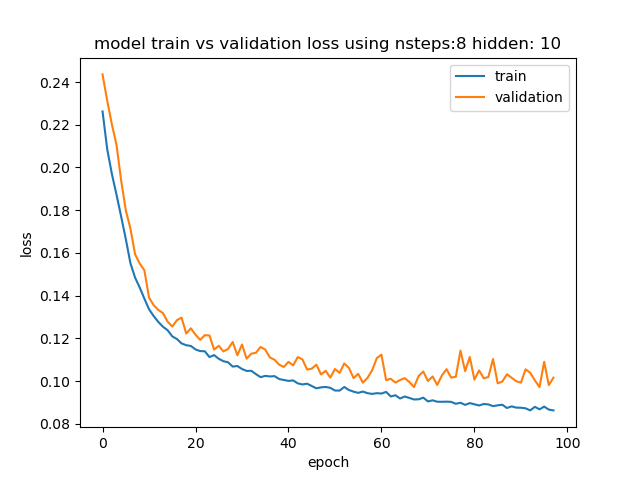 model train vs validation loss using nsteps:8 hidden: 10
train
validation
0.24
0.22
0.20
0.18
0.16
0.14
0.12
0.10
0.08
loss
0 20 40 60 80 100
epoch